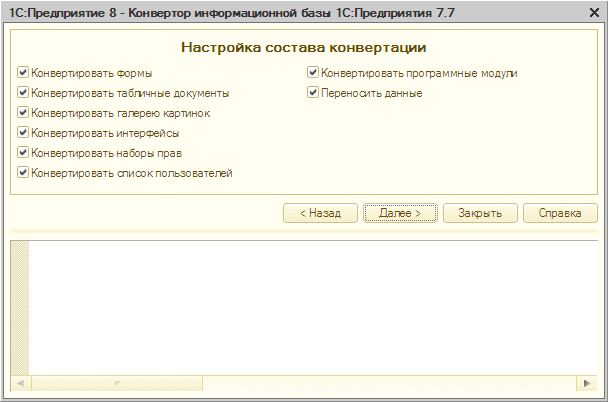 1С:Предприятие 8 - Конвертор информационной базы 1С:Предприятия 7.7
Настройка состава конвертации
Конвертировать формы
Конвертировать табличные документы
Конвертировать галерею картинок
Конвертировать интерфейсы
Конвертировать наборы прав
Конвертировать список пользователей
Конвертировать программные модули
Переносить данные
< Назад
Далее >
Закрыть
Справка